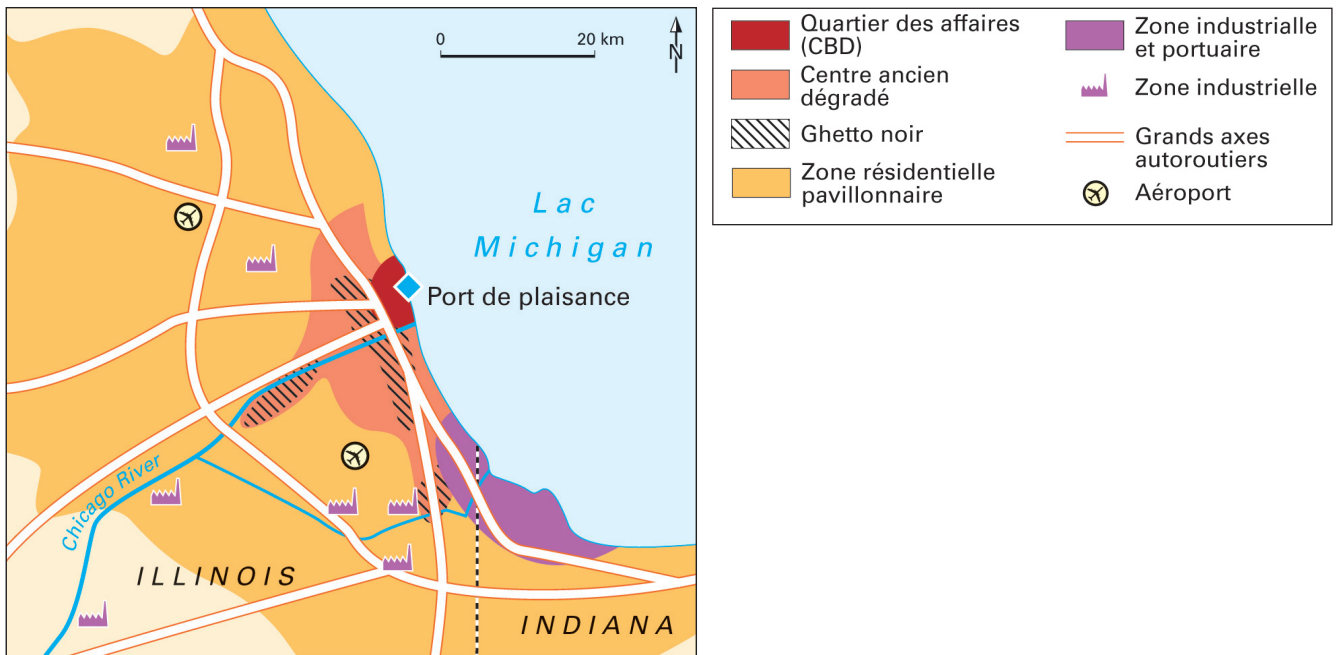 0
20 km
N
Lac
Michigan
Port de plaisance
Chicago River
ILLINOIS
INDIANA
Quartier des affaires
(CBD)
Centre ancien
dégradé
Ghetto noir
Zone résidentielle
pavillonnaire
Zone industrialle
et portuaire
Zone industrielle
Grands axes
autoroutiers
Aéroport